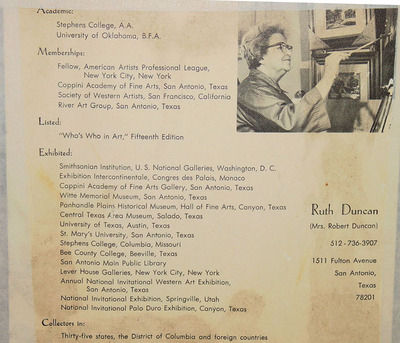 Academic:
Stephens College, A.A.
University of Oklahoma, B.F.A.
Memberships:
Fellow, American Artists Professional League,
New York City, New York
Coppini Academy of Fine Arts, San Antonio, Texas
Society of Western Artists, San Francisco, California
River Art Group, San Antonio, Texas
Listed:
"Who's Who in Art," Fifteenth Edition
Exhibited:
Smithsonian Institution, U. S. National Galleries, Washington, D. C.
Exhibition Intercontinentale, Congres des Palais, Monaco
Coppini Academy of Fine Arts Gallery, San Antonio, Texas
Witte Memorial Museum, San Antonio, Texas
Panhandle Plains Historical Museum, Hall of Fine Arts, Canyon, Texas
Central Texas Area Museum, Salado, Texas
University of Texas, Austin, Texas
St. Mary's University, San Antonio, Texas
Stephens College, Columbia, Missouri
Bee County College, Beeville, Texas
San Antonio Main Public Library
Lever House Galleries, New York City, New York
Annual National Invitational Western Art Exhibition,
San Antonio, Texas
National Invitational Exhibition, Springville, Utah
National Invitational Palo Duro Exhibition, Canyon, Texas
Collectors in:
Thirty-five states, the District of Columbia and foreign countries
Ruth Duncan
(Mrs. Robert Duncan)
512-736-3907
1511 Fulton Avenue
San Antonio,
Texas
78201